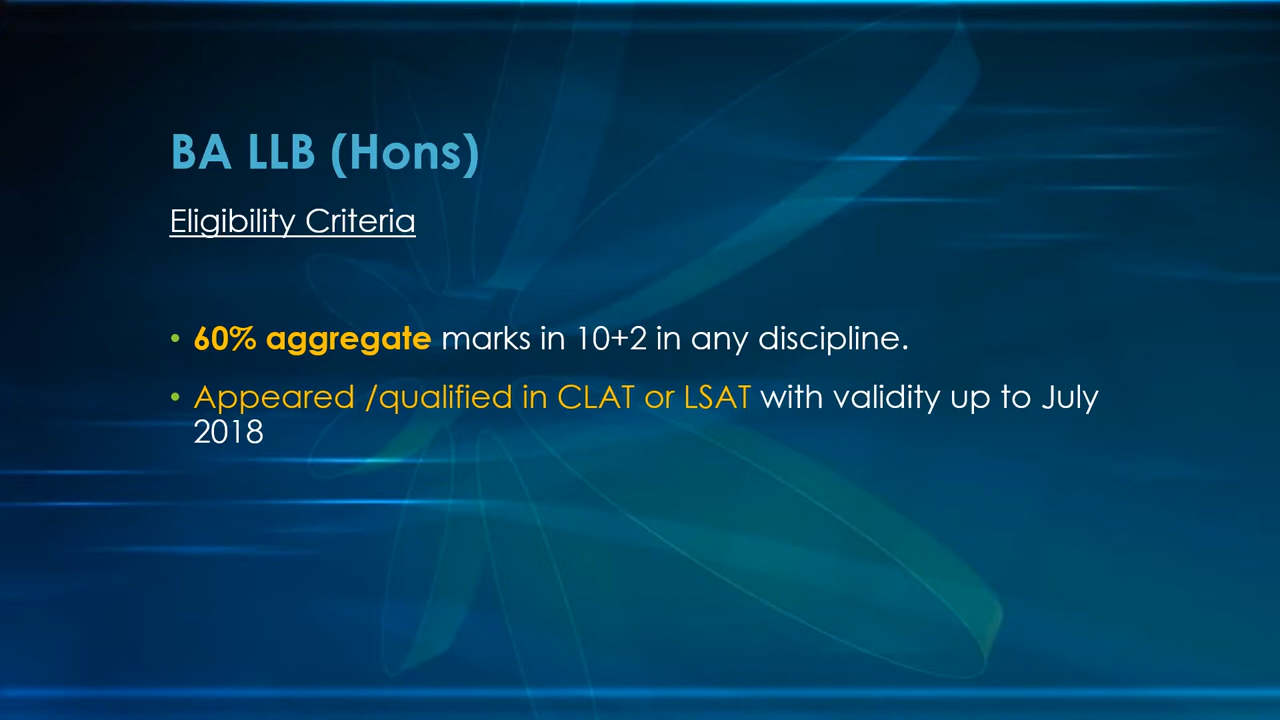 BA LLB (Hons)
Eligibility Criteria
• 60% aggregate marks in 10+2 in any discipline.
• Appeared /qualified in CLAT or LSAT with validity up to July
2018